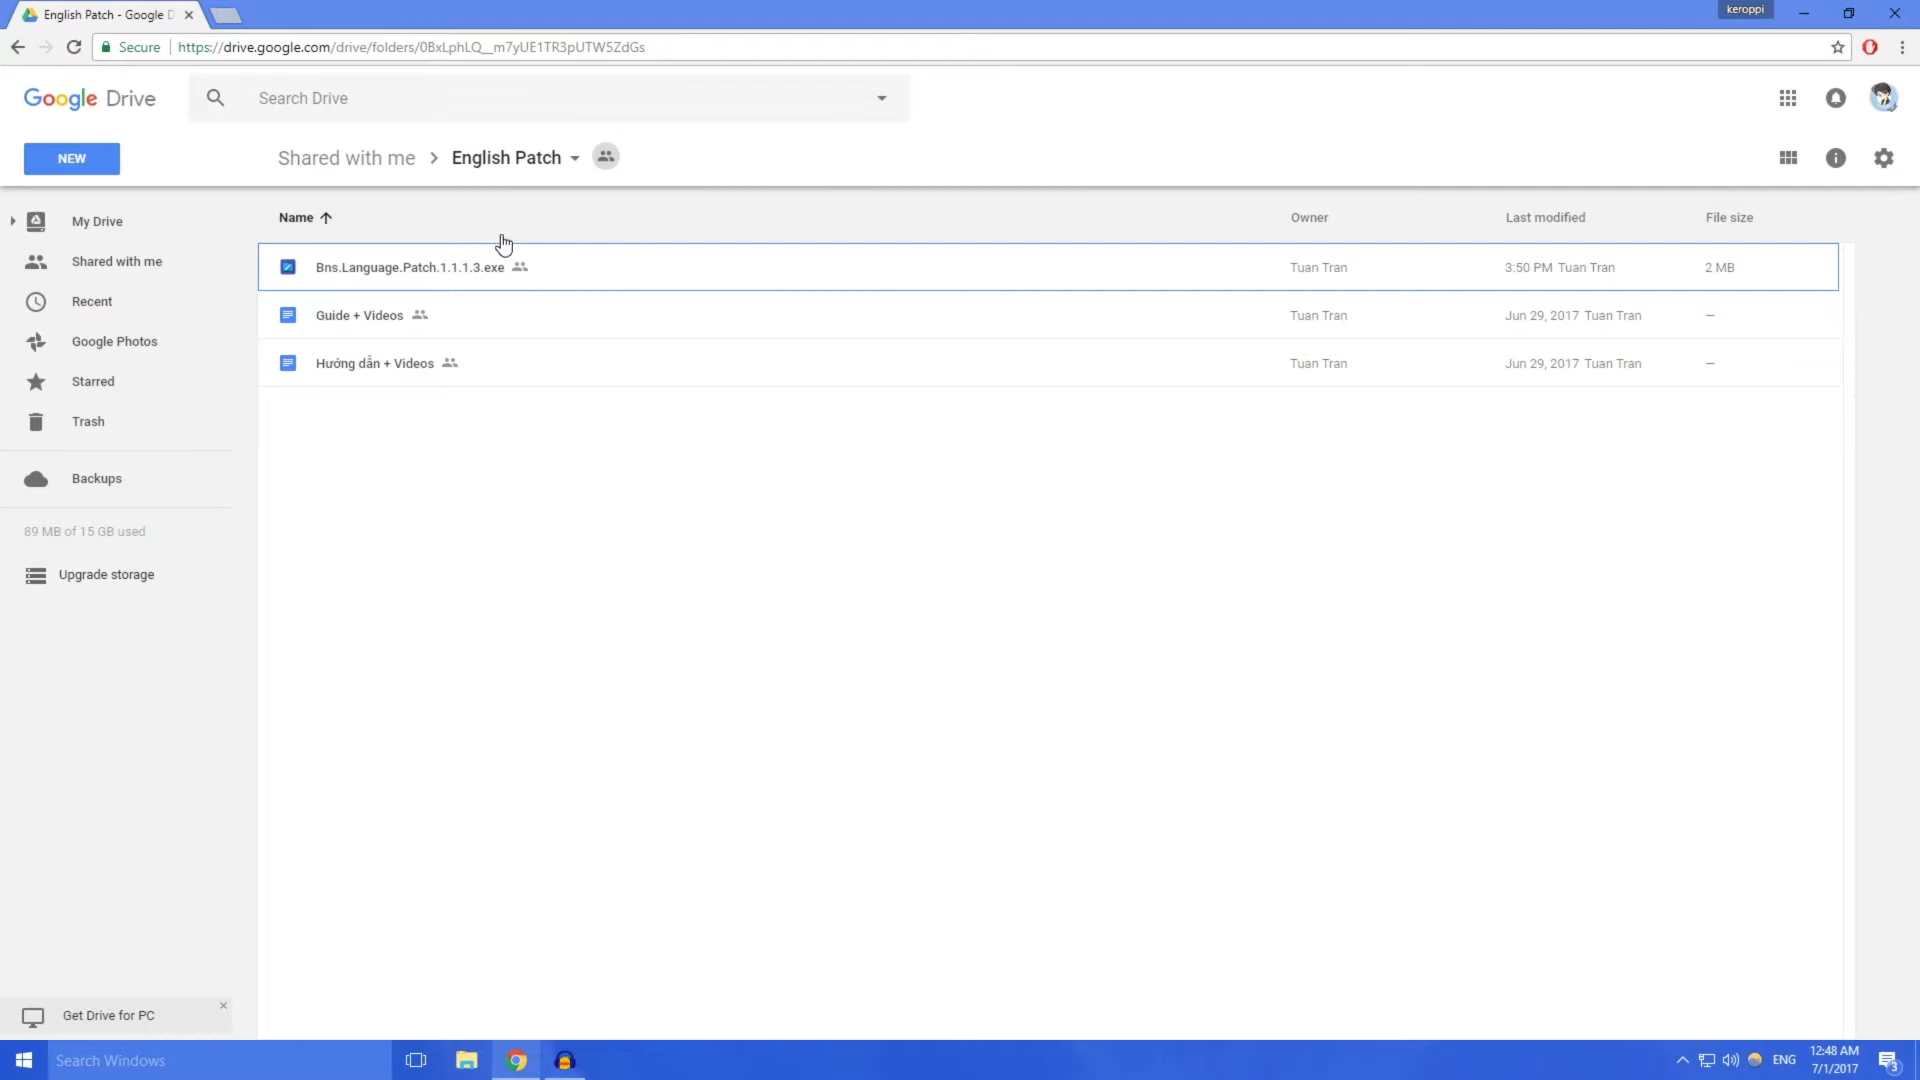 English Patch - Google D
keroppi
Secure https://drive.google.com/drive/folders/0BxLphLQ__m7yUE1TR3pUTW5ZdGs
Google Drive
Search Drive
NEW
Shared with me > English Patch
Name Owner Last modified File size
My Drive
Shared with me
Recent
Google Photos
Starred
Trash
Backups
89 MB of 15 GB used
Upgrade storage
Bns.Language.Patch.1.1.1.3.exe Tuan Tran 3:50 PM Tuan Tran 2 MB
Guide + Videos Tuan Tran Jun 29, 2017 Tuan Tran —
Hướng dẫn + Videos Tuan Tran Jun 29, 2017 Tuan Tran —
Get Drive for PC
Search Windows
ENG
12:48 AM
7/1/2017
3